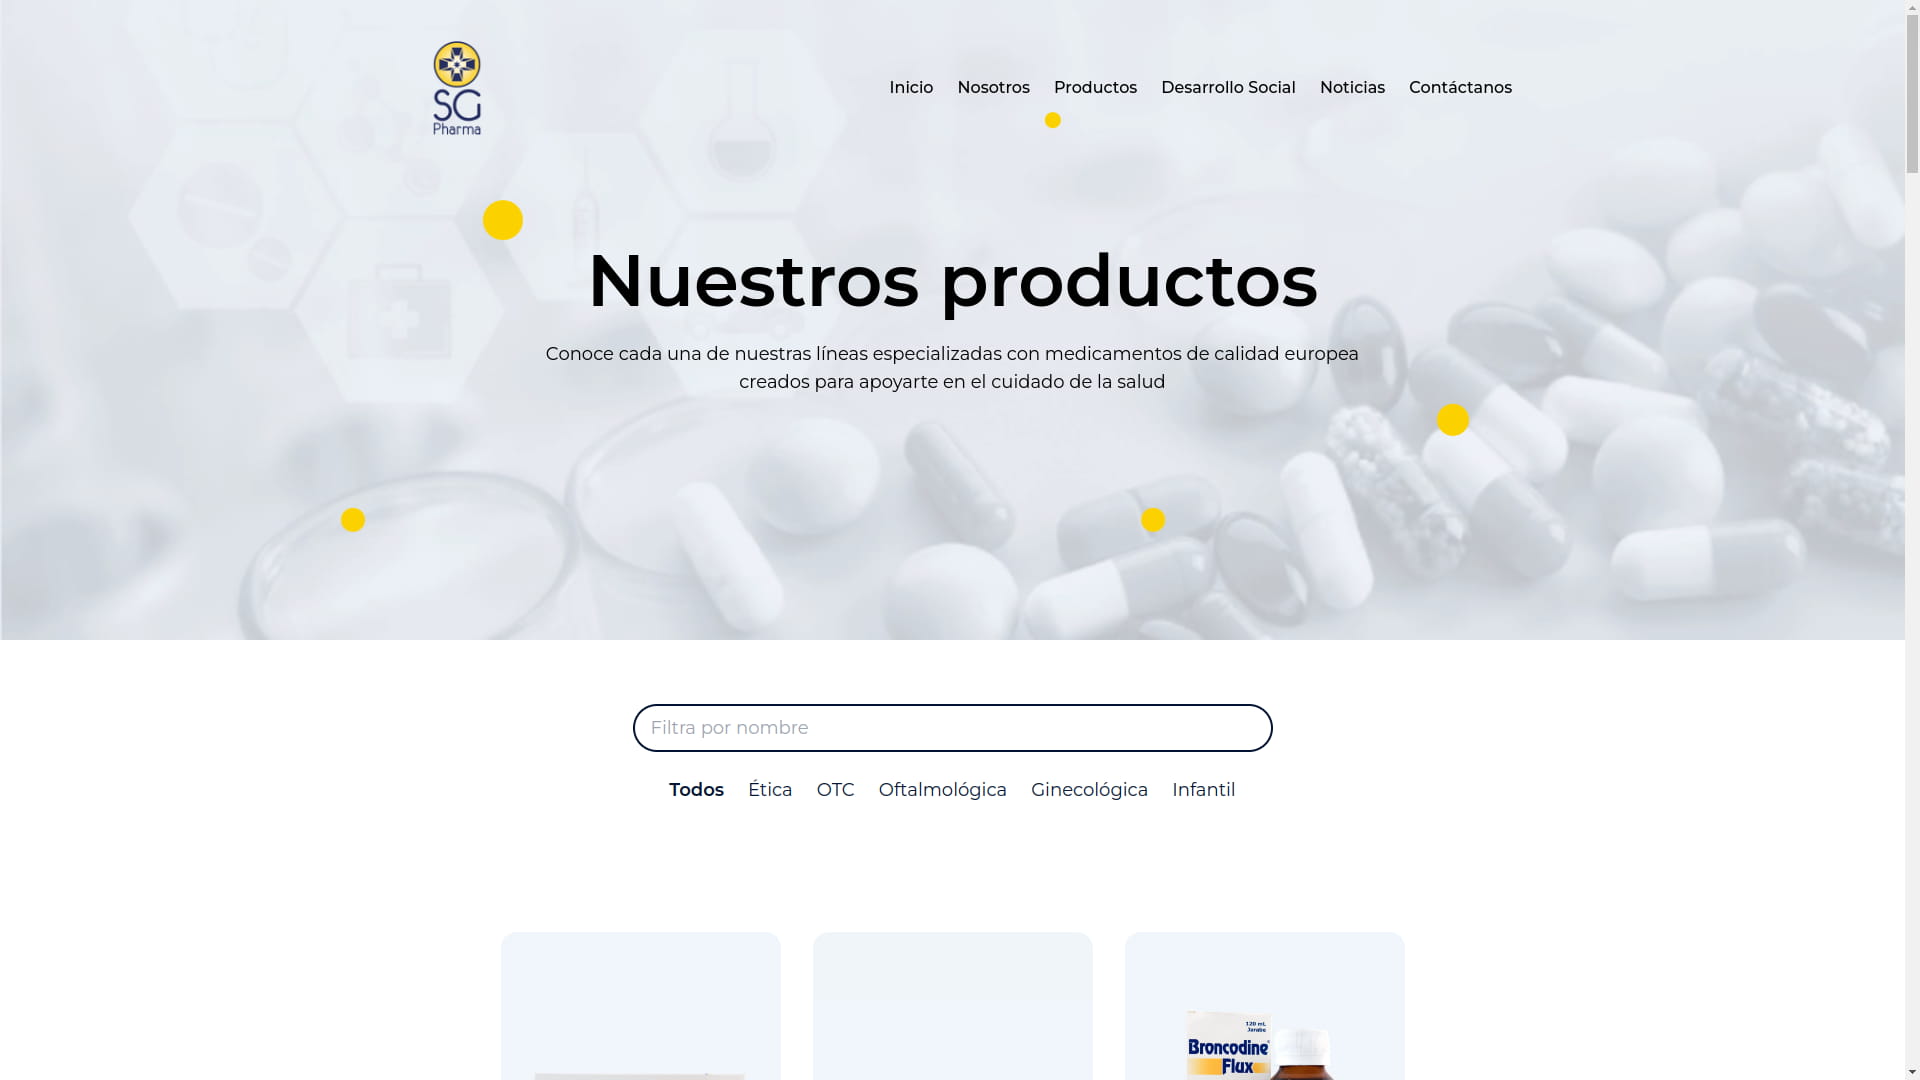 SG
Pharma
Inicio Nosotros Productos Desarrollo Social Noticias Contáctanos
Nuestros productos
Conoce cada una de nuestras líneas especializadas con medicamentos de calidad europea
creados para apoyarte en el cuidado de la salud
Filtra por nombre
Todos Ética OTC Oftalmológica Ginecológica Infantil
120 mL
Jarabe
Broncodine
Flux